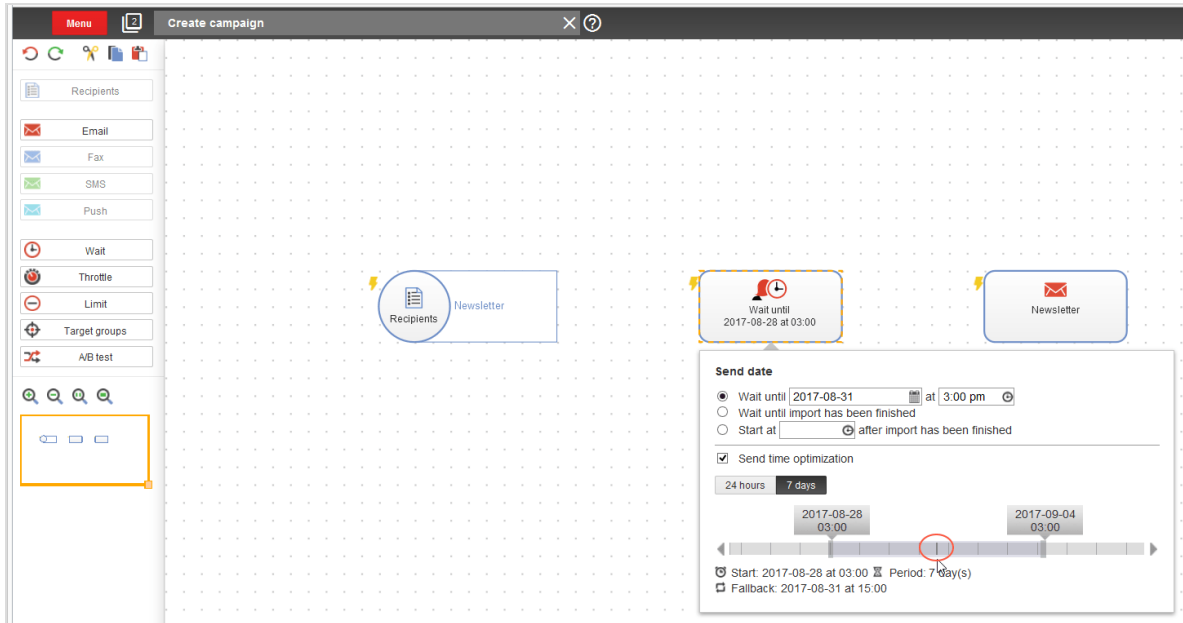 Menu
2
Create campaign
Recipients
Email
Fax
SMS
Push
Wait
Throttle
Limit
Target groups
A/B test
Recipients
Newsletter
Wait until
2017-08-28 at 03:00
Newsletter
Send date
Wait until 2017-08-31 at 3:00 pm
Wait until import has been finished
Start at after import has been finished
Send time optimization
24 hours 7 days
2017-08-28 2017-09-04
03:00 03:00
Start: 2017-08-28 at 03:00 Period: 7 day(s)
Fallback: 2017-08-31 at 15:00